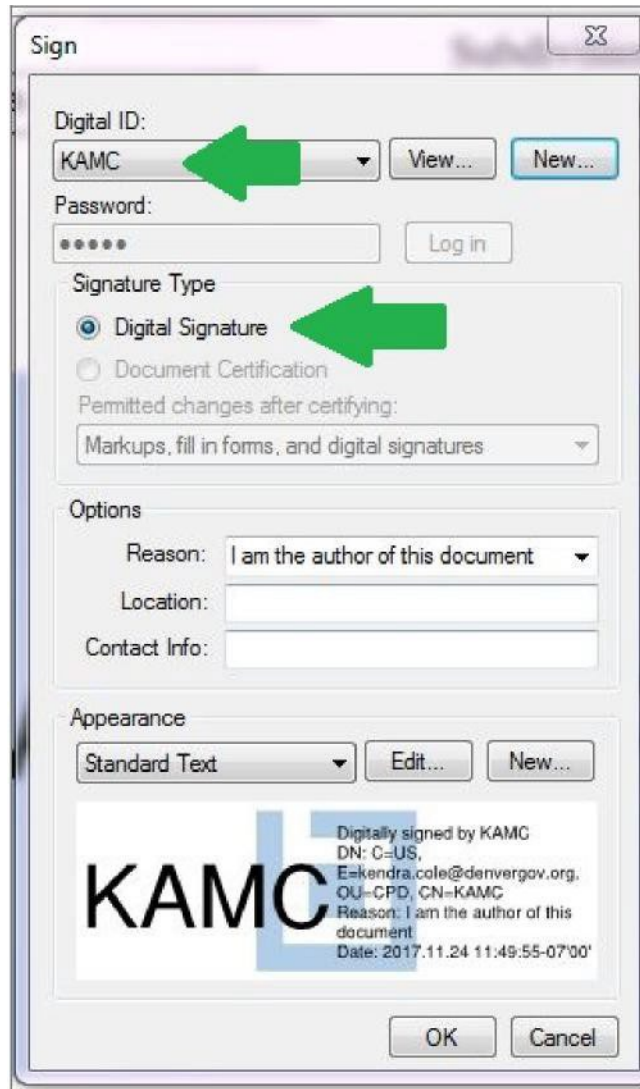 Sign
Digital ID:
KAMC
View...
New...
Password:
•••••
Log in
Signature Type
Digital Signature
Document Certification
Permitted changes after certifying:
Markups, fill in forms, and digital signatures
Options
Reason:
I am the author of this document
Location:
Contact Info:
Appearance
Standard Text
Edit...
New...
KAMC
Digitally signed by KAMC
DN: C=US,
E=kendra.cole@denvergov.org,
OU=CPD, CN=KAMC
Reason: I am the author of this
document
Date: 2017.11.24 11:49:55-07'00'
OK
Cancel